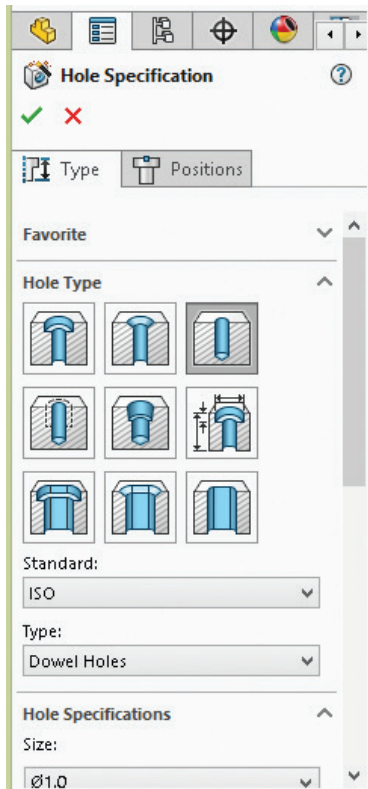 Hole Specification
Type
Positions
Favorite
Hole Type
Standard:
ISO
Type:
Dowel Holes
Hole Specifications
Size:
Ø1.0